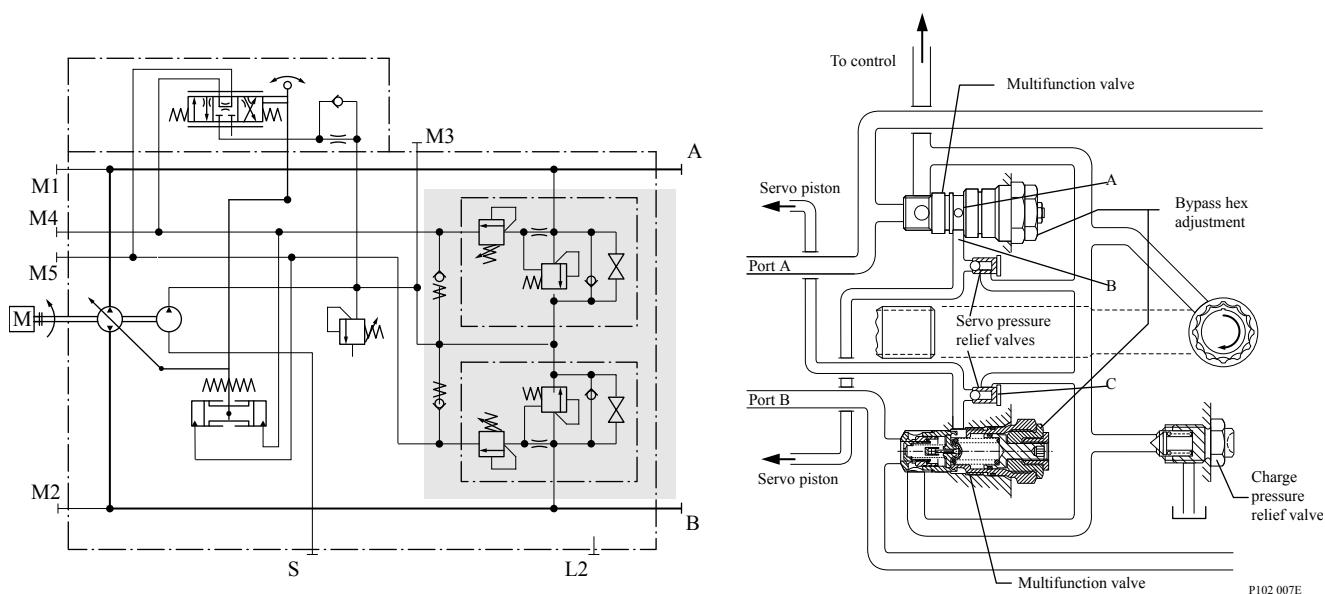 M3
A
M1
M4
M5
M
M2
B
S
L2
To control
Multifunction valve
A
Servo piston
Bypass hex
adjustment
Port A
B
Servo pressure
relief valves
C
Port B
Servo piston
Charge
pressure
relief valve
Multifunction valve
P102 007E